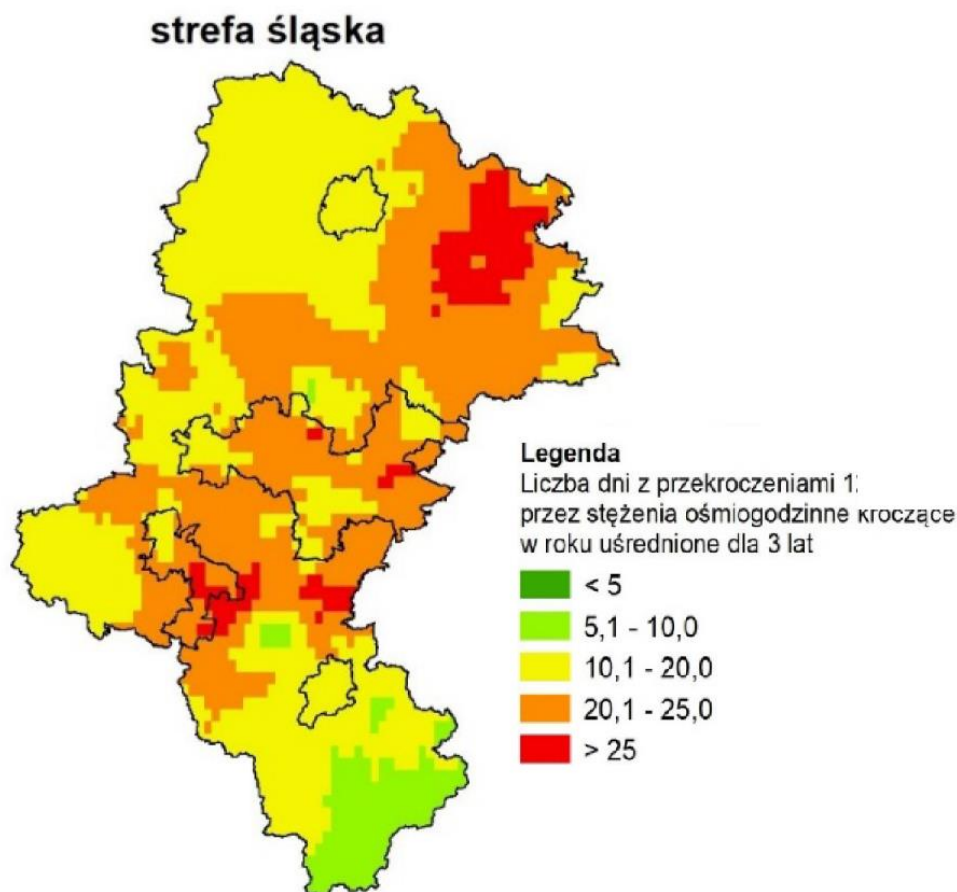 strefa śląska
Legenda
Liczba dni z przekroczeniami
przez stężenia ośmiogodzinne kroczące
w roku uśrednione dla 3 lat
< 5
5,1 - 10,0
10,1 - 20,0
20,1 - 25,0
> 25